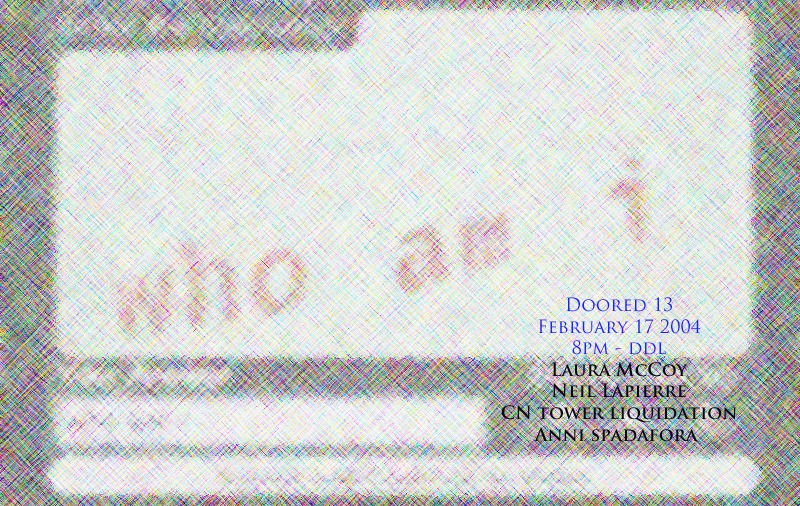 who am i
Doored 13
February 17 2004
8pm - DDL
Laura McCoy
Neil Lapierre
CN tower liquidation
Anni spadafora